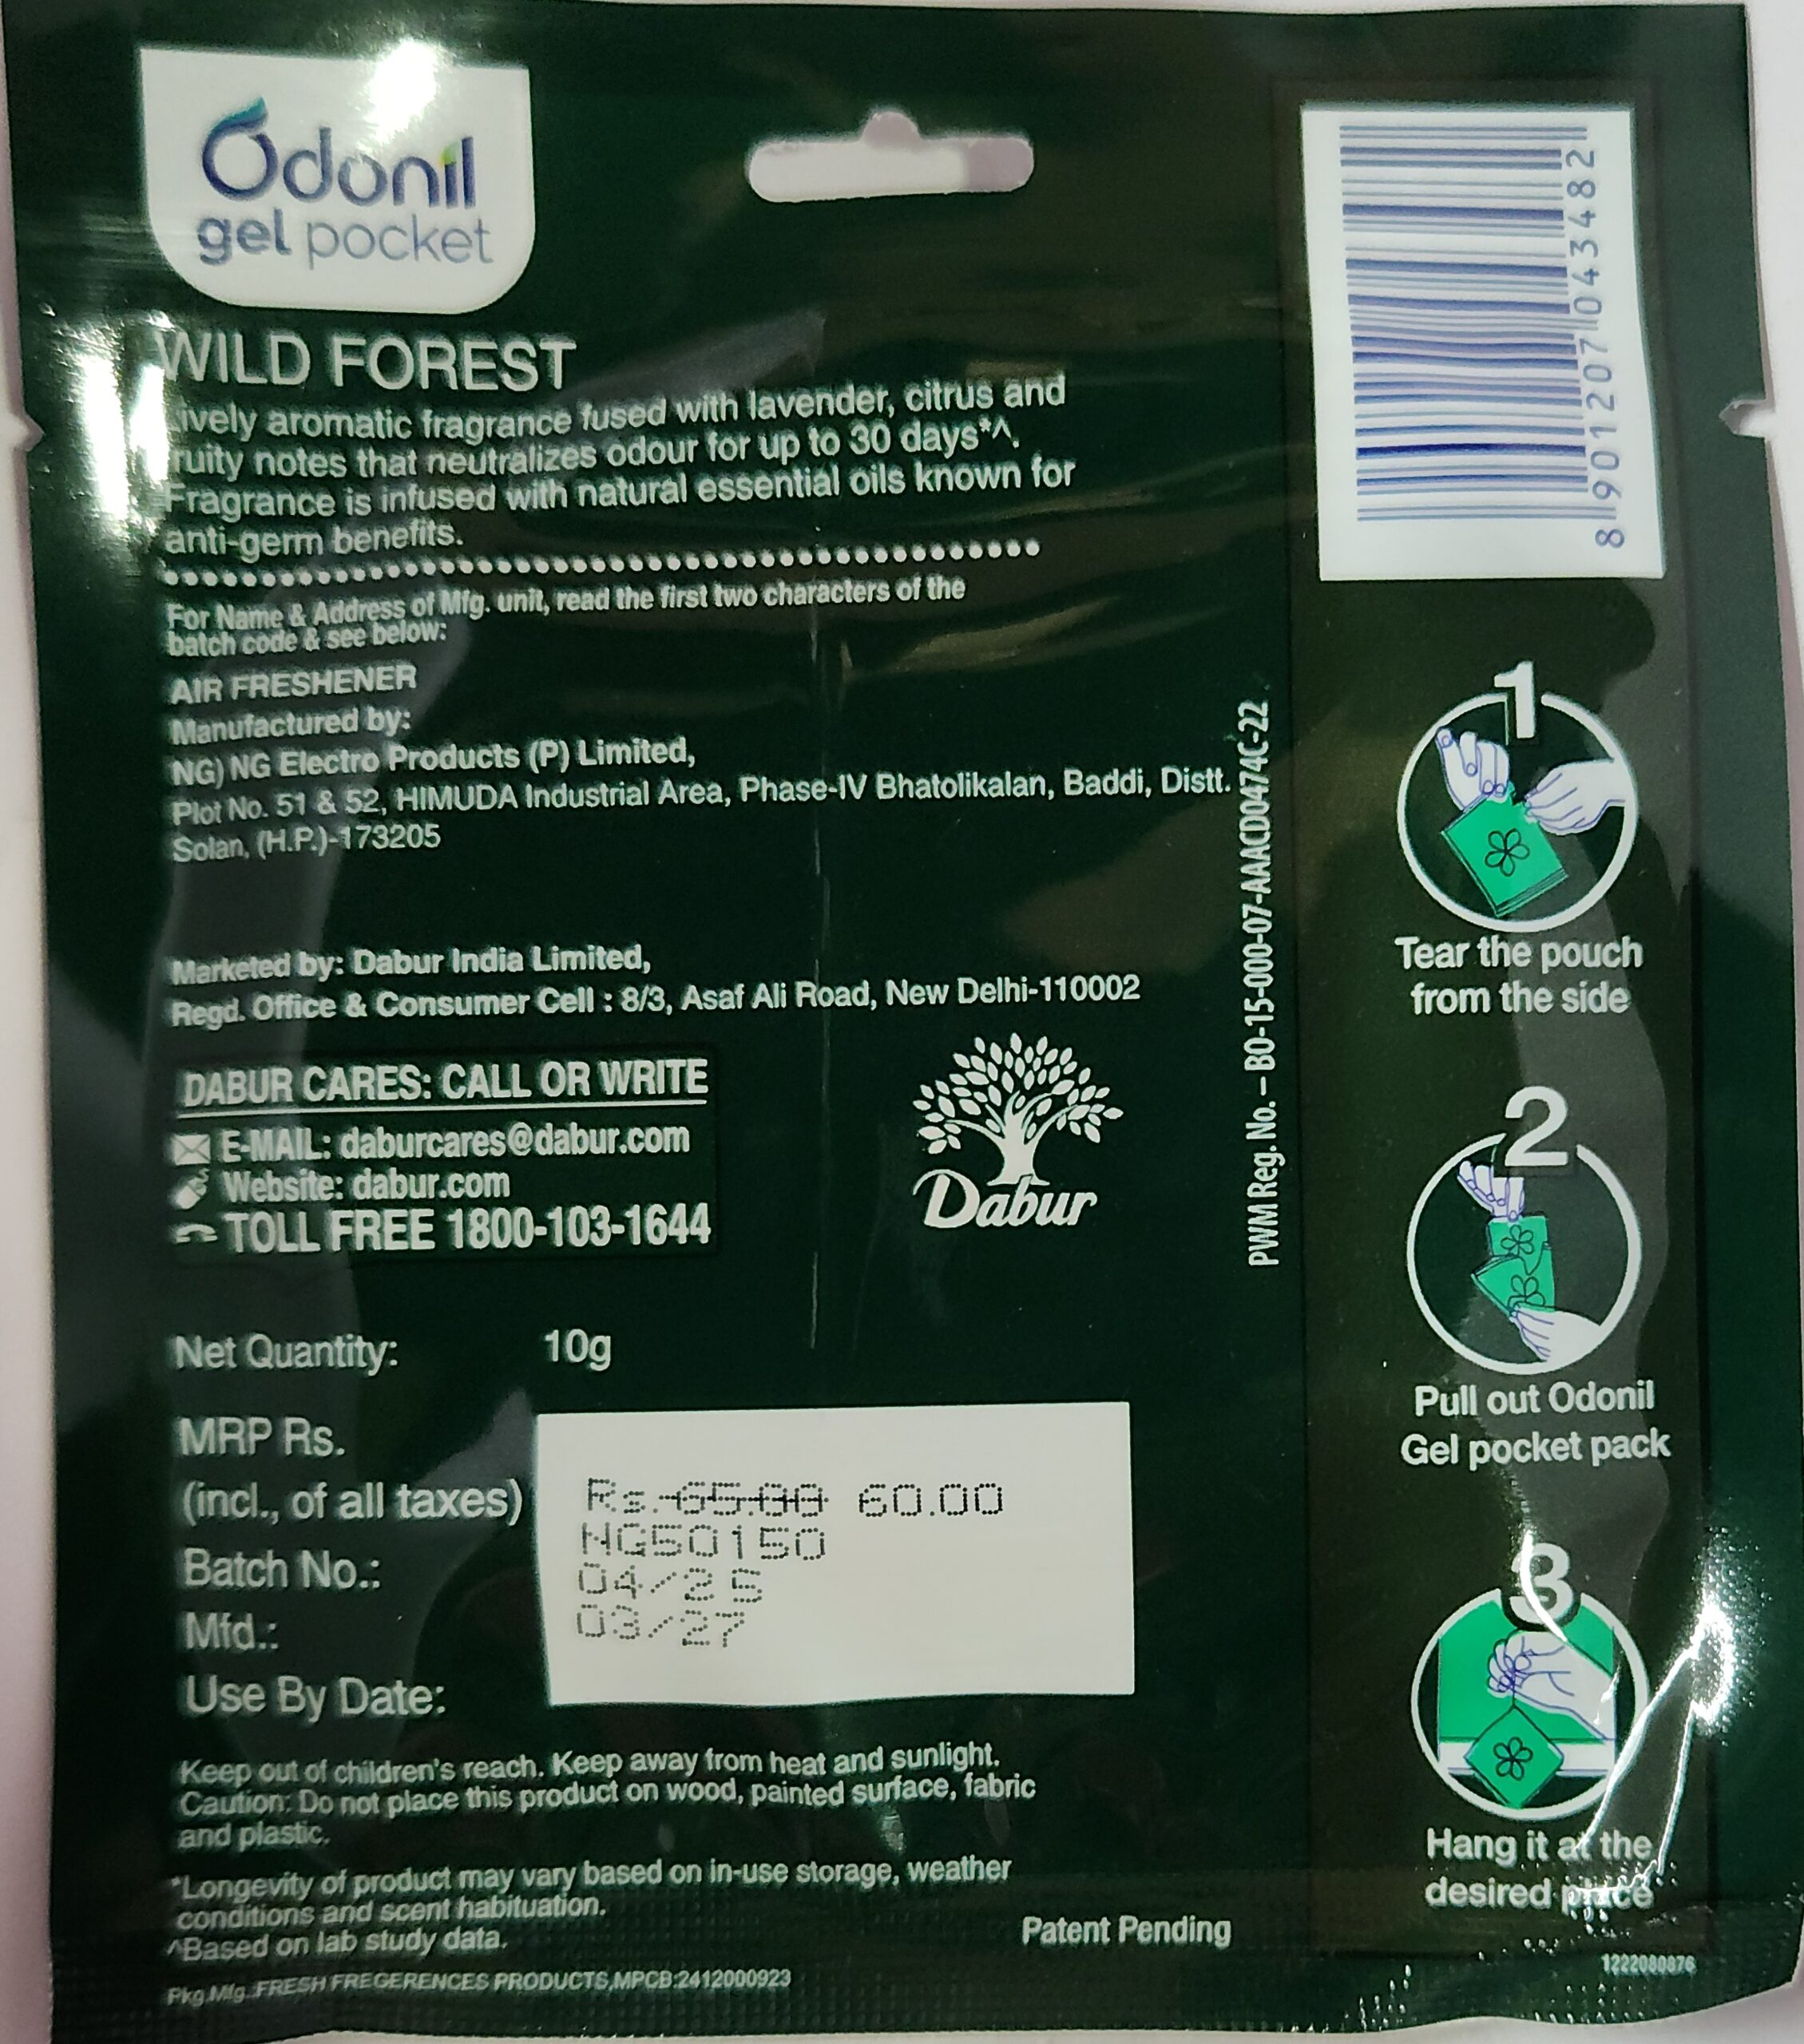 Odonil
gel pocket
WILD FOREST
Lively aromatic fragrance fused with lavender, citrus and
fruity notes that neutralizes odour for up to 30 days*^.
Fragrance is infused with natural essential oils known for
anti-germ benefits.
For Name & Address of Mfg. unit, read the first two characters of the
batch code & see below:
AIR FRESHENER
Manufactured by:
NG) NG Electro Products (P) Limited,
Plot No. 51 & 52, HIMUDA Industrial Area, Phase-IV Bhatolikalan, Baddi, Distt.
Solan, (H.P.)-173205
Marketed by: Dabur India Limited,
Regd. Office & Consumer Cell : 8/3, Asaf Ali Road, New Delhi-110002
DABUR CARES: CALL OR WRITE
E-MAIL: daburcares@dabur.com
Website: dabur.com
TOLL FREE 1800-103-1644
Dabur
PWM Reg. No. – BO-15-000-07-AAACD0474C-22
Net Quantity: 10g
MRP Rs.
(incl., of all taxes)
Batch No.:
Mfd.:
Use By Date:
Rs. 65.00 60.00
NG50150
04/25
03/27
Keep out of children's reach. Keep away from heat and sunlight.
Caution: Do not place this product on wood, painted surface, fabric
and plastic.
*Longevity of product may vary based on in-use storage, weather
conditions and scent habituation.
^Based on lab study data.
Patent Pending
Pkg.Mfg.:FRESH FREGERENCES PRODUCTS,MPCB:2412000923
8 901207 043482
1
Tear the pouch
from the side
2
Pull out Odonil
Gel pocket pack
3
Hang it at the
desired place
1222080876